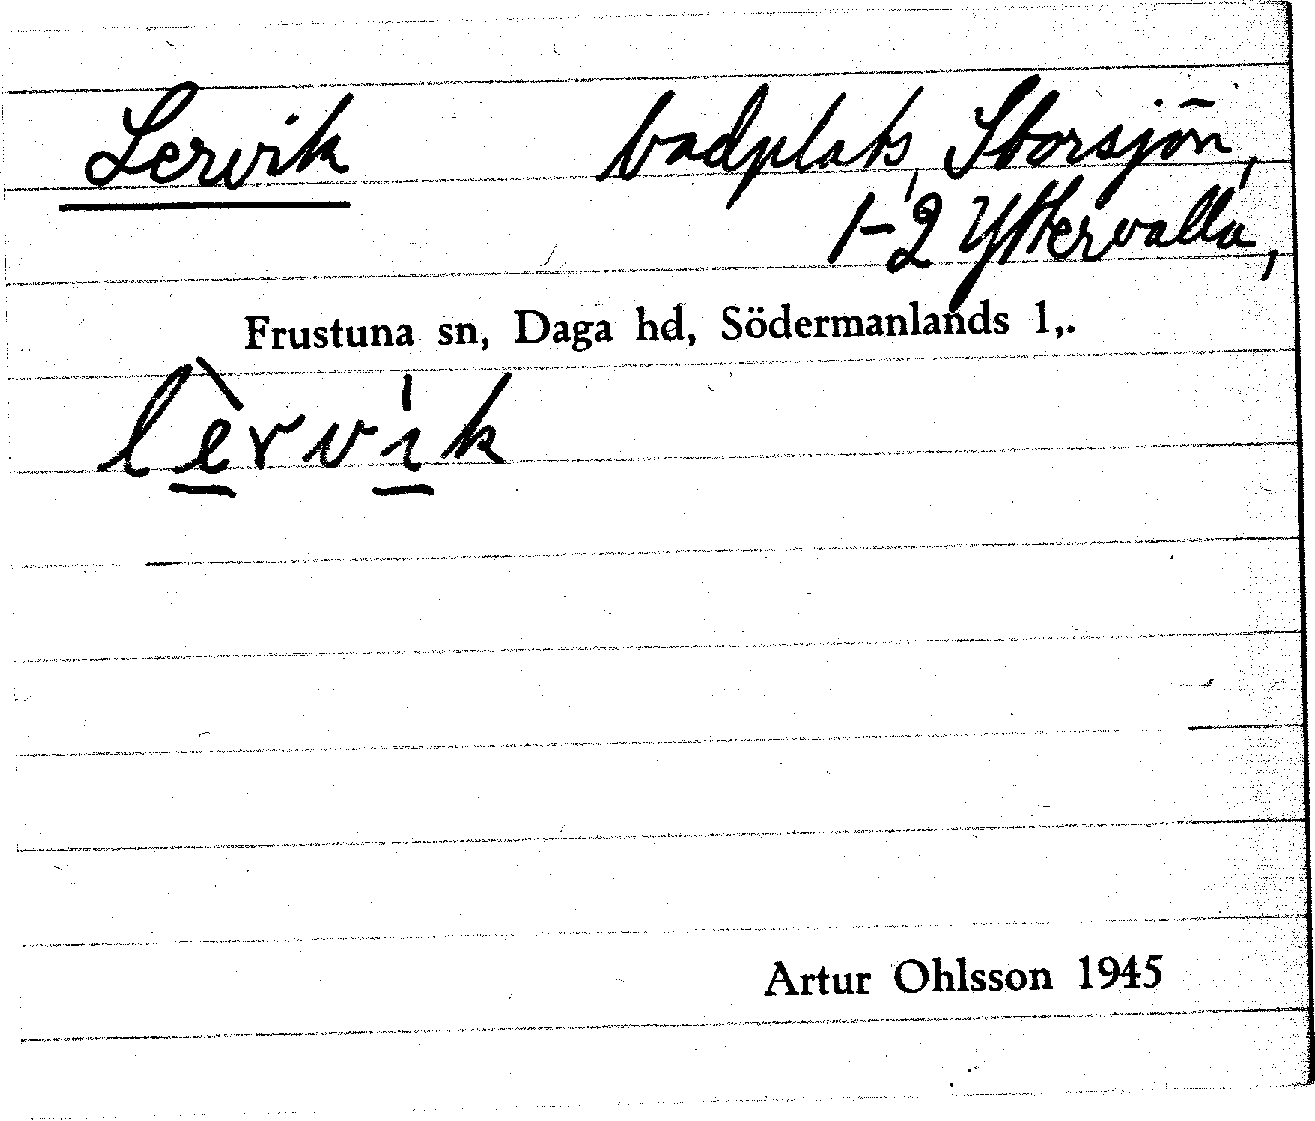 Lervik badplats, Storsjön,
1-2 Yttervalla,
Frustuna sn, Daga hd, Södermanlands l,.
lèrvík
Artur Ohlsson 1945